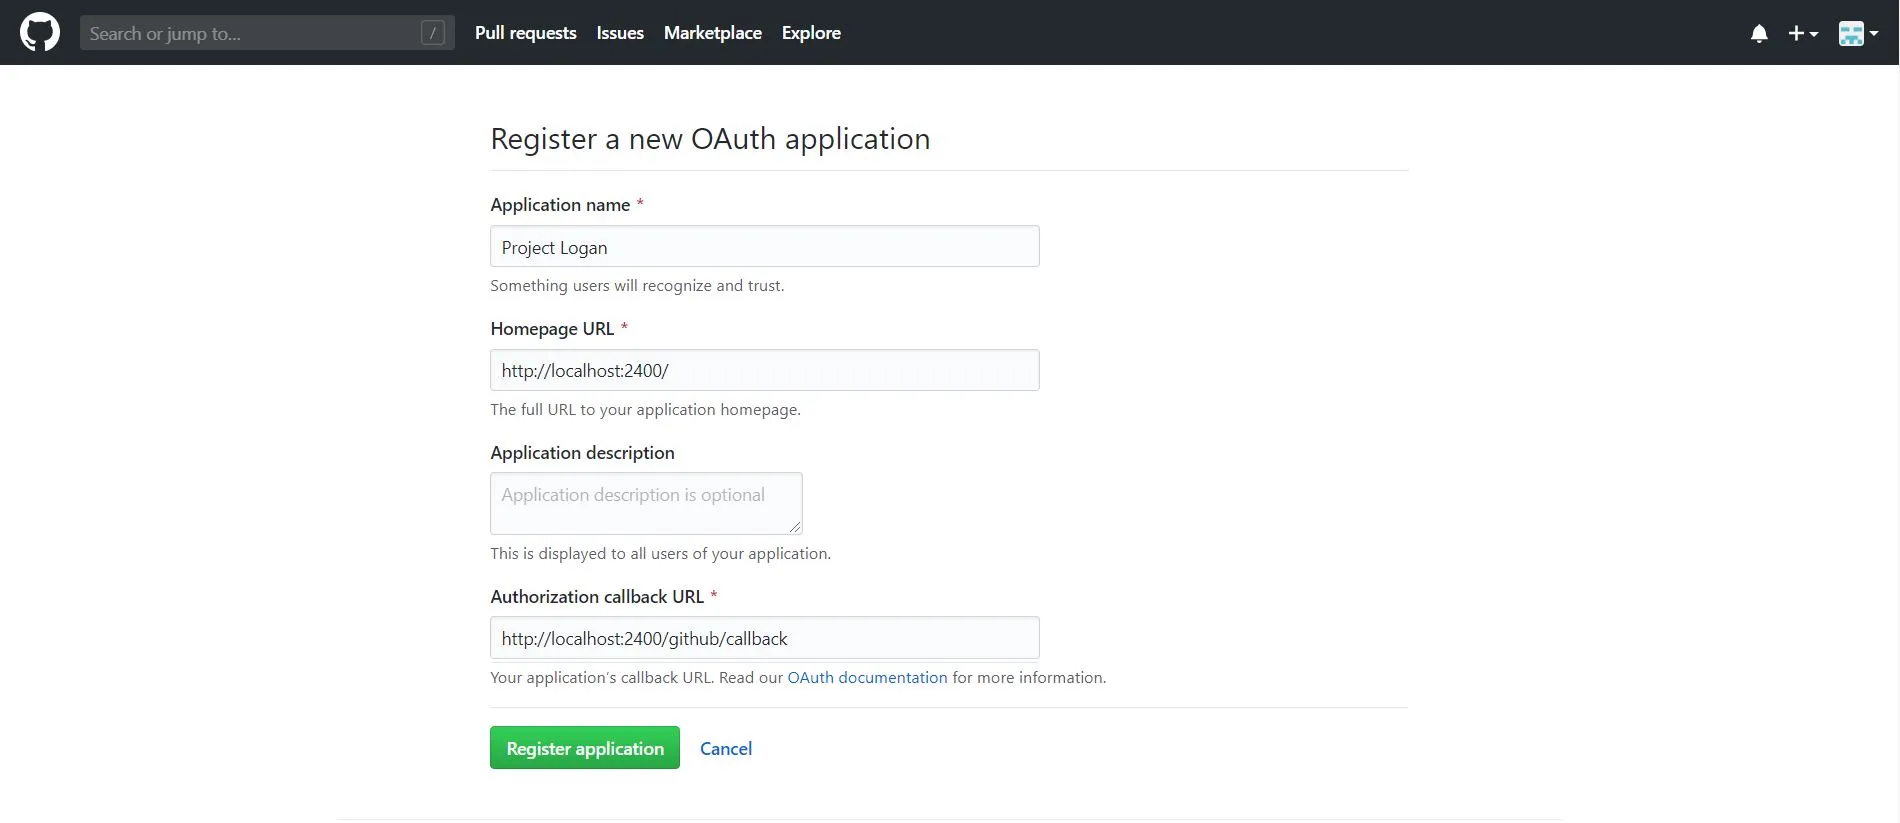 Search or jump to... /
Pull requests Issues Marketplace Explore
Register a new OAuth application
Application name *
Project Logan
Something users will recognize and trust.
Homepage URL *
http://localhost:2400/
The full URL to your application homepage.
Application description
Application description is optional
This is displayed to all users of your application.
Authorization callback URL *
http://localhost:2400/github/callback
Your application’s callback URL. Read our OAuth documentation for more information.
Register application Cancel